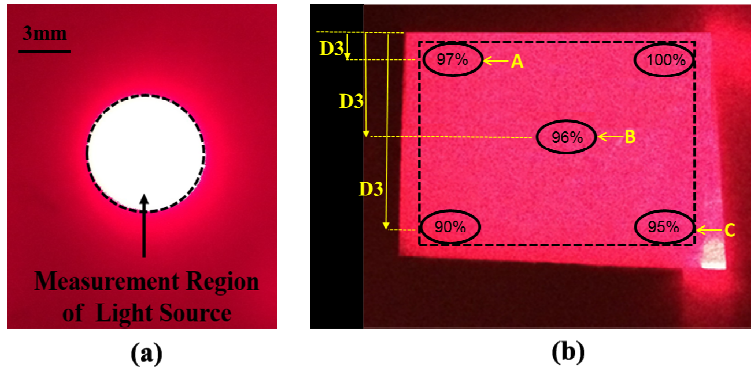 3mm
Measurement Region
of Light Source
(a)
D3
D3
D3
97%
A
100%
96%
B
90%
95%
C
(b)